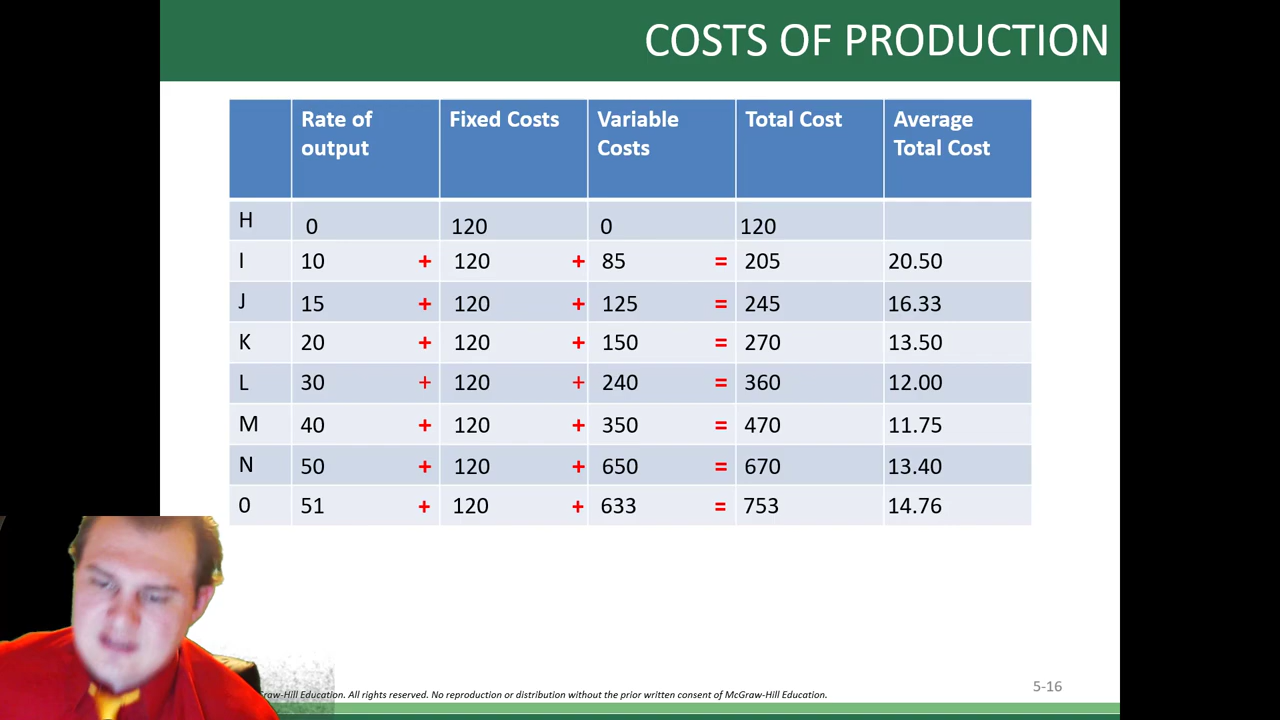 COSTS OF PRODUCTION
Rate of output Fixed Costs Variable Costs Total Cost Average Total Cost
H 0 120 0 120
I 10 + 120 + 85 = 205 20.50
J 15 + 120 + 125 = 245 16.33
K 20 + 120 + 150 = 270 13.50
L 30 + 120 + 240 = 360 12.00
M 40 + 120 + 350 = 470 11.75
N 50 + 120 + 650 = 670 13.40
0 51 + 120 + 633 = 753 14.76
5-16
raw-Hill Education. All rights reserved. No reproduction or distribution without the prior written consent of McGraw-Hill Education.